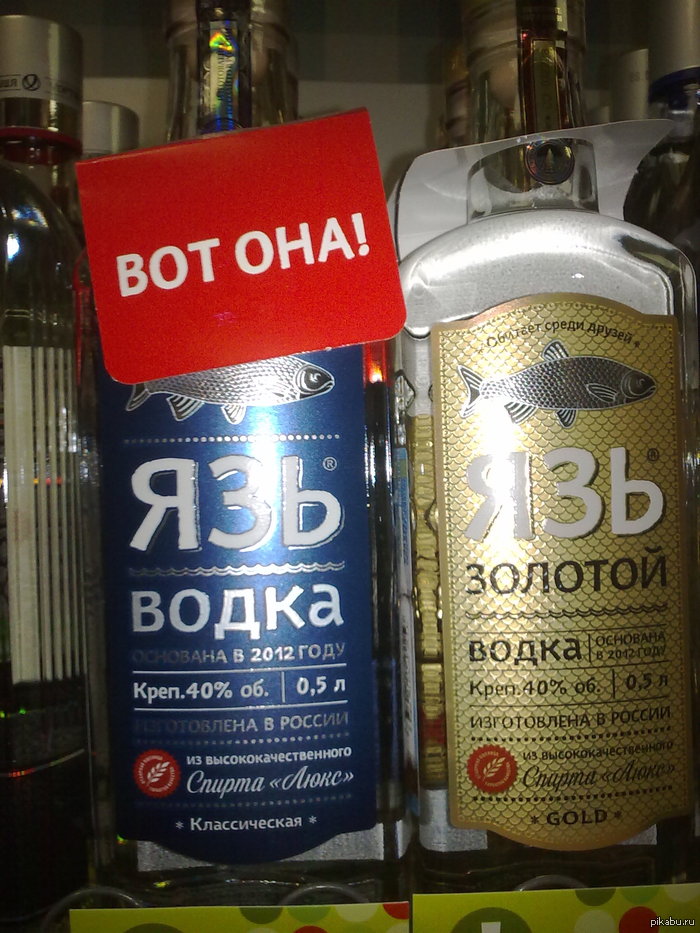 ВОТ ОНА!
ЯЗЬ®
ВОДКА
ОСНОВАНА В 2012 ГОДУ
Креп.40% об. | 0,5 л
ИЗГОТОВЛЕНА В РОССИИ
ИЗ ВЫСОКОКАЧЕСТВЕННОГО
Спирта «Люкс»
* Классическая *
* Обитает среди друзей *
ЯЗЬ®
ЗОЛОТОЙ
ВОДКА | ОСНОВАНА
В 2012 ГОДУ
Креп.40% об. | 0,5 л
ИЗГОТОВЛЕНА В РОССИИ
ИЗ ВЫСОКОКАЧЕСТВЕННОГО
Спирта «Люкс»
* GOLD *
pikabu.ru